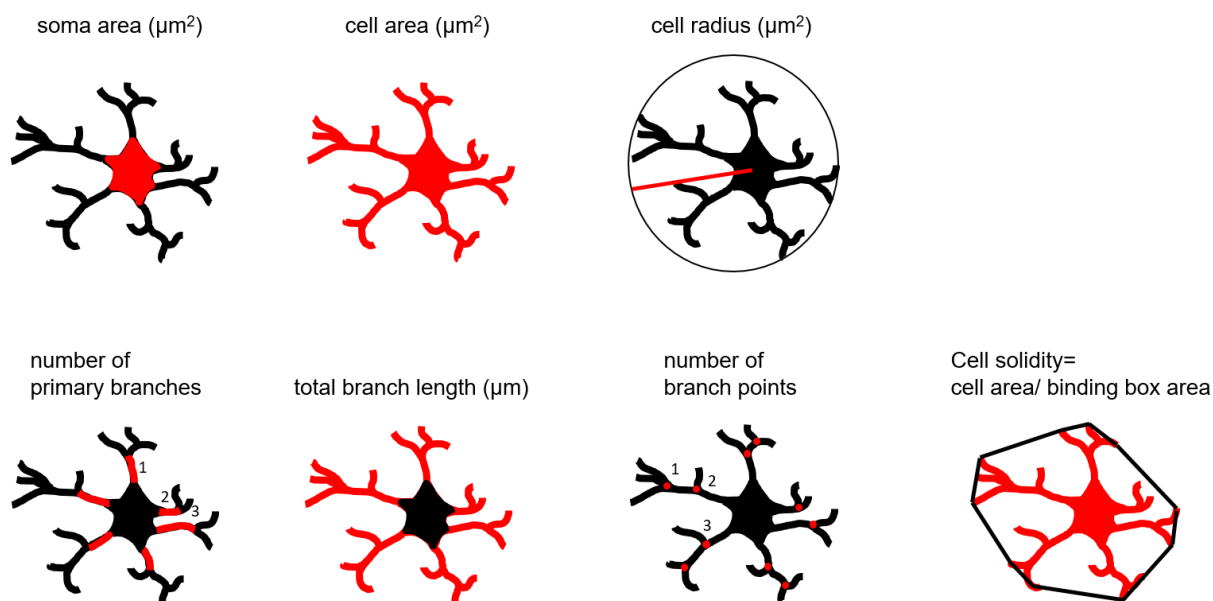 soma area (µm²)
cell area (µm²)
cell radius (µm²)
number of
primary branches
total branch length (µm)
number of
branch points
Cell solidity=
cell area/ binding box area
1
2
3
1
2
3